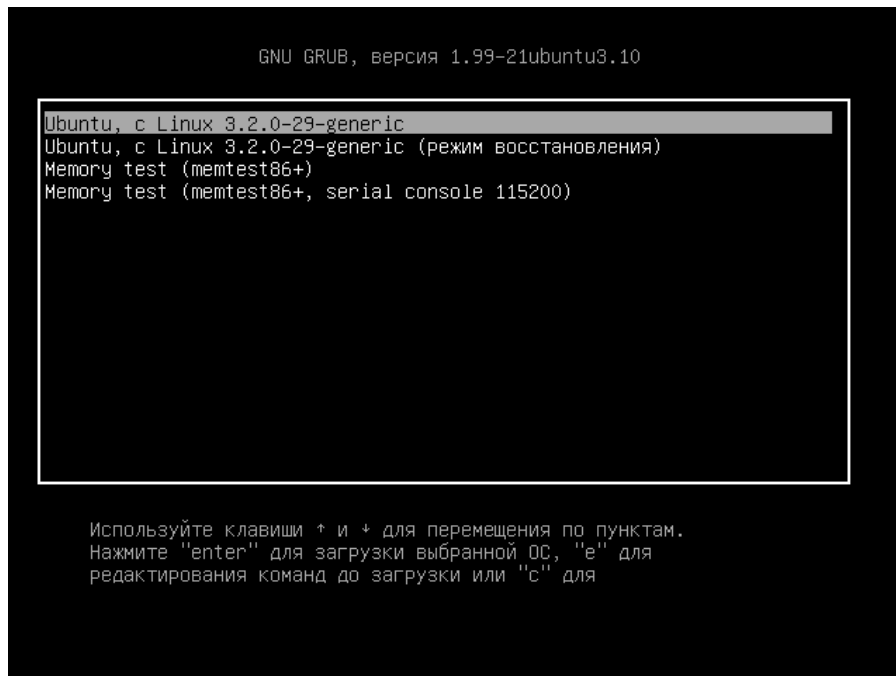 GNU GRUB, версия 1.99-21ubuntu3.10
Ubuntu, с Linux 3.2.0-29-generic
Ubuntu, с Linux 3.2.0-29-generic (режим восстановления)
Memory test (memtest86+)
Memory test (memtest86+, serial console 115200)
Используйте клавиши ↑ и ↓ для перемещения по пунктам.
Нажмите "enter" для загрузки выбранной ОС, "e" для
редактирования команд до загрузки или "c" для